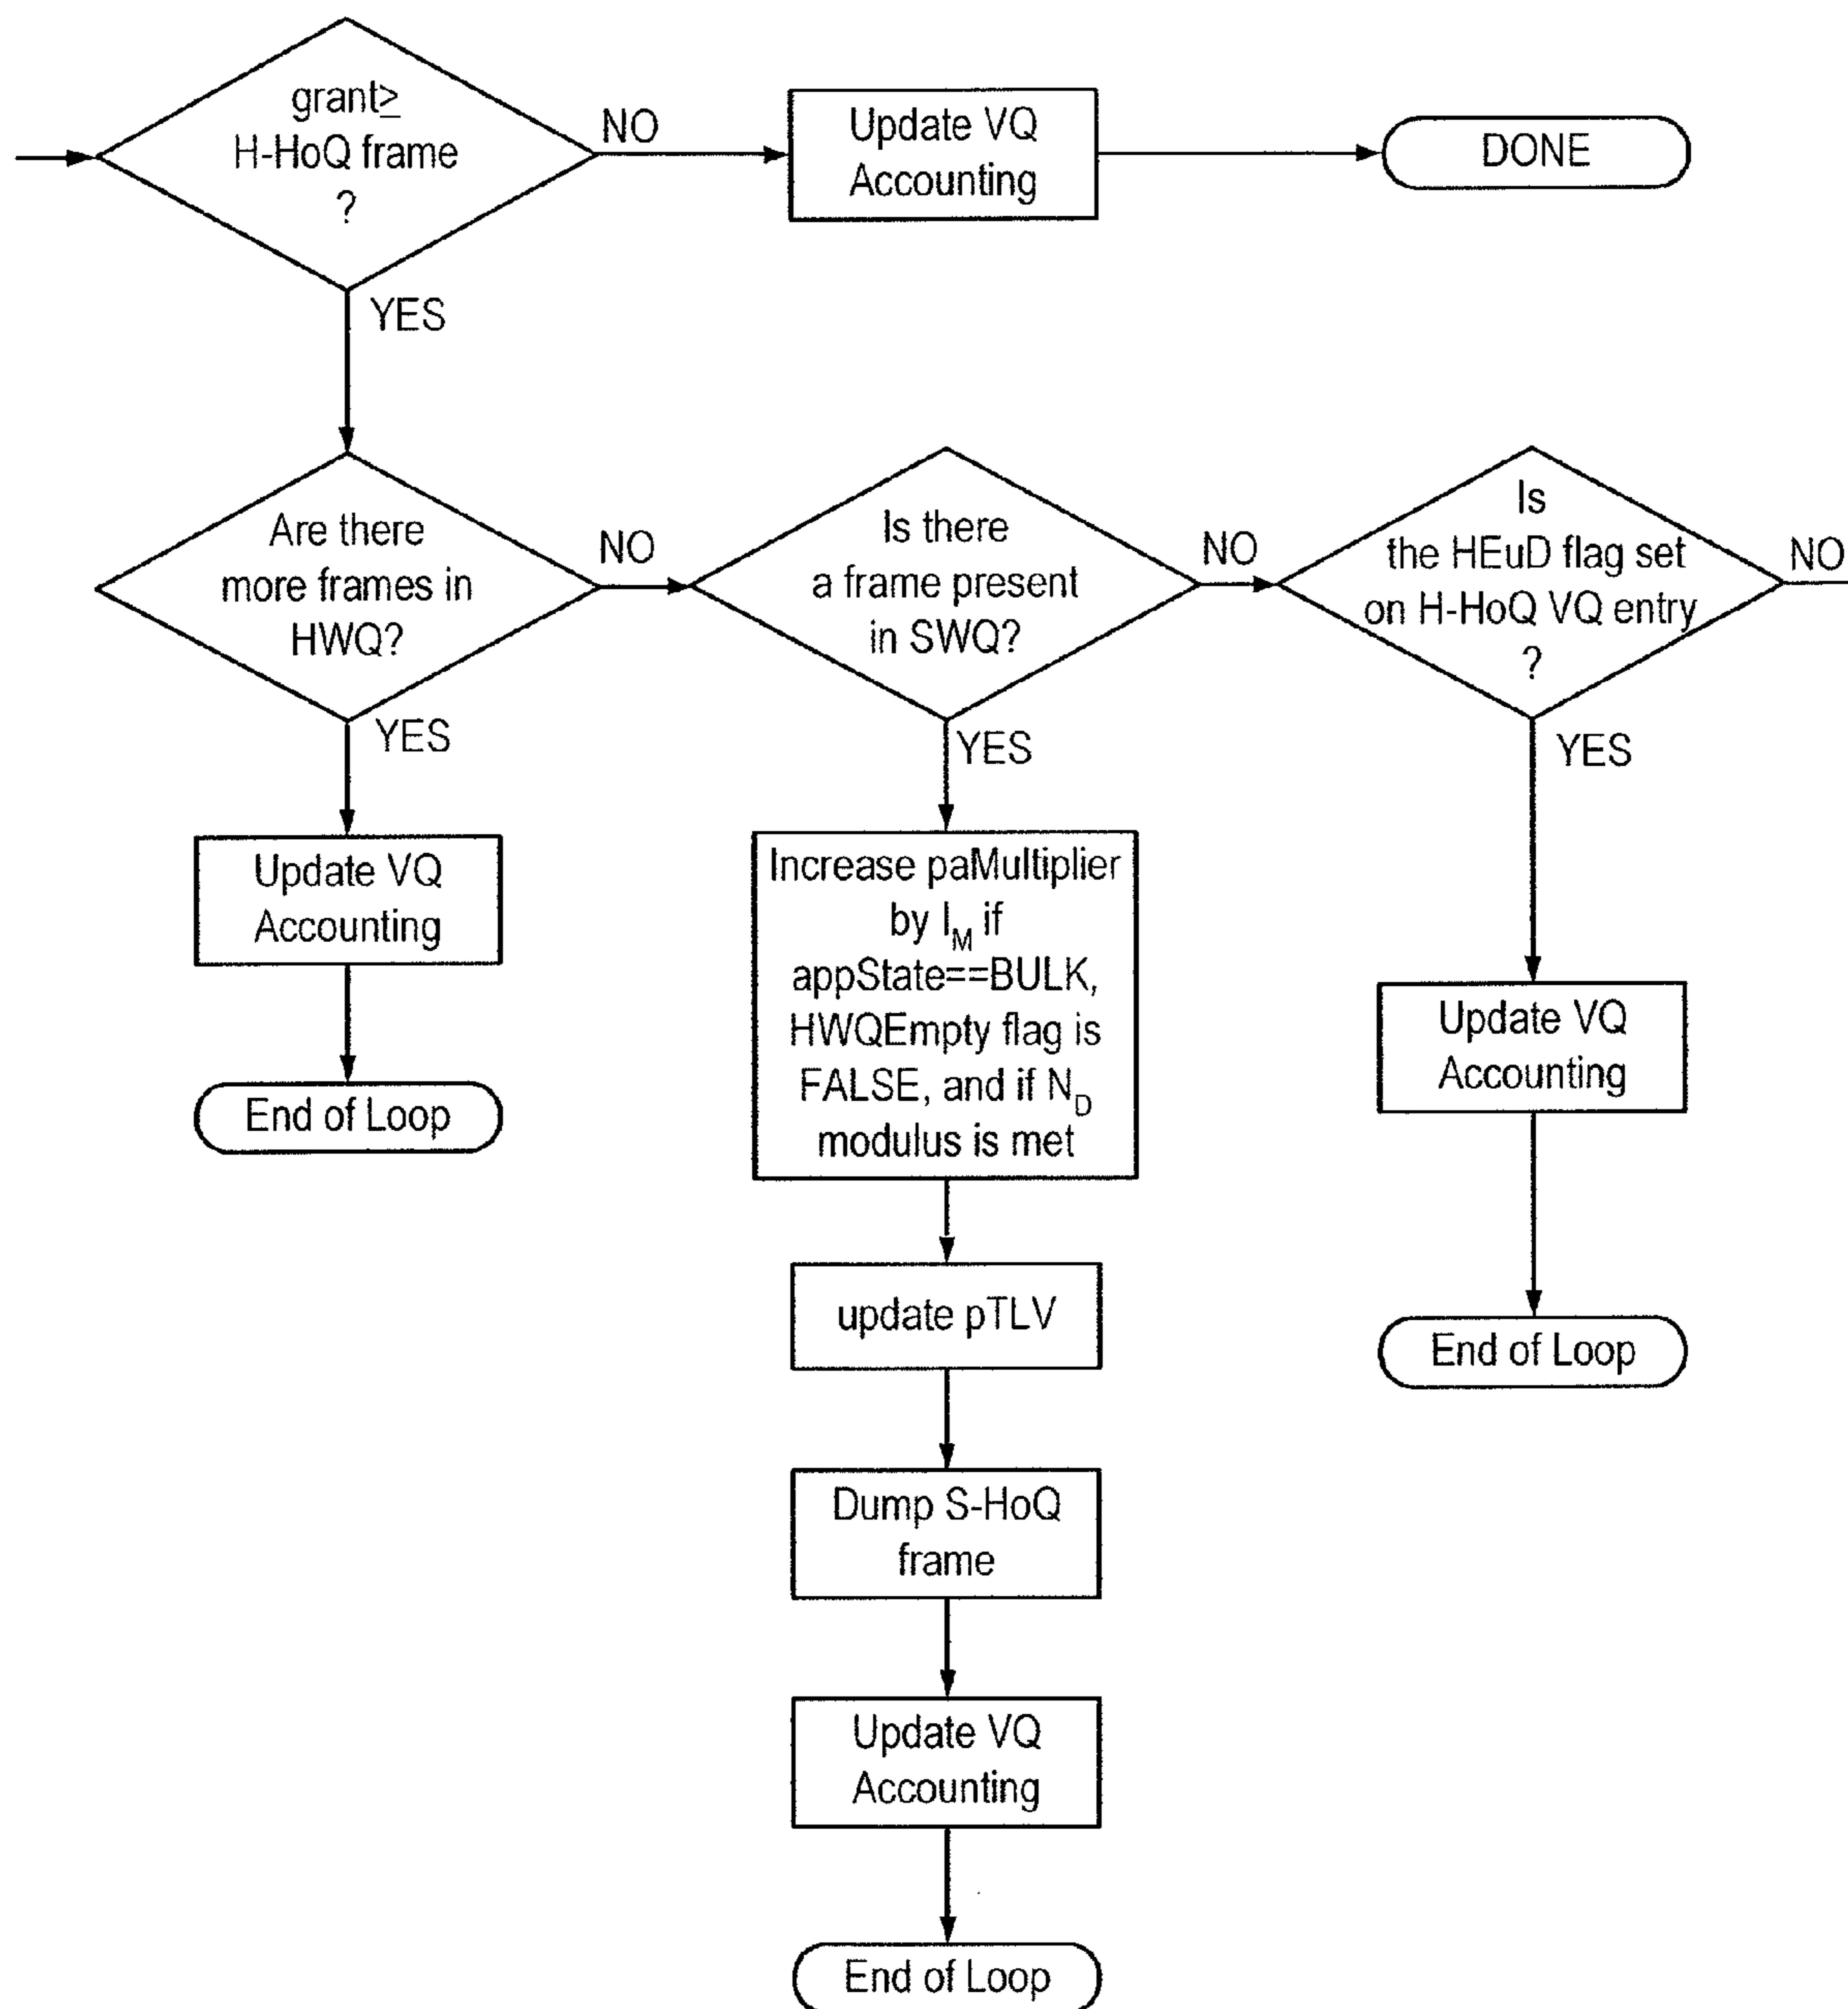 grant≥
H-HoQ frame
?
NO
Update VQ
Accounting
DONE
YES
Are there
more frames in
HWQ?
NO
Is there
a frame present
in SWQ?
NO
Is
the HEuD flag set
on H-HoQ VQ entry
?
NO
YES
Update VQ
Accounting
End of Loop
YES
Increase paMultiplier
by I_M if
appState==BULK,
HWQEmpty flag is
FALSE, and if N_D
modulus is met
update pTLV
Dump S-HoQ
frame
Update VQ
Accounting
End of Loop
YES
Update VQ
Accounting
End of Loop